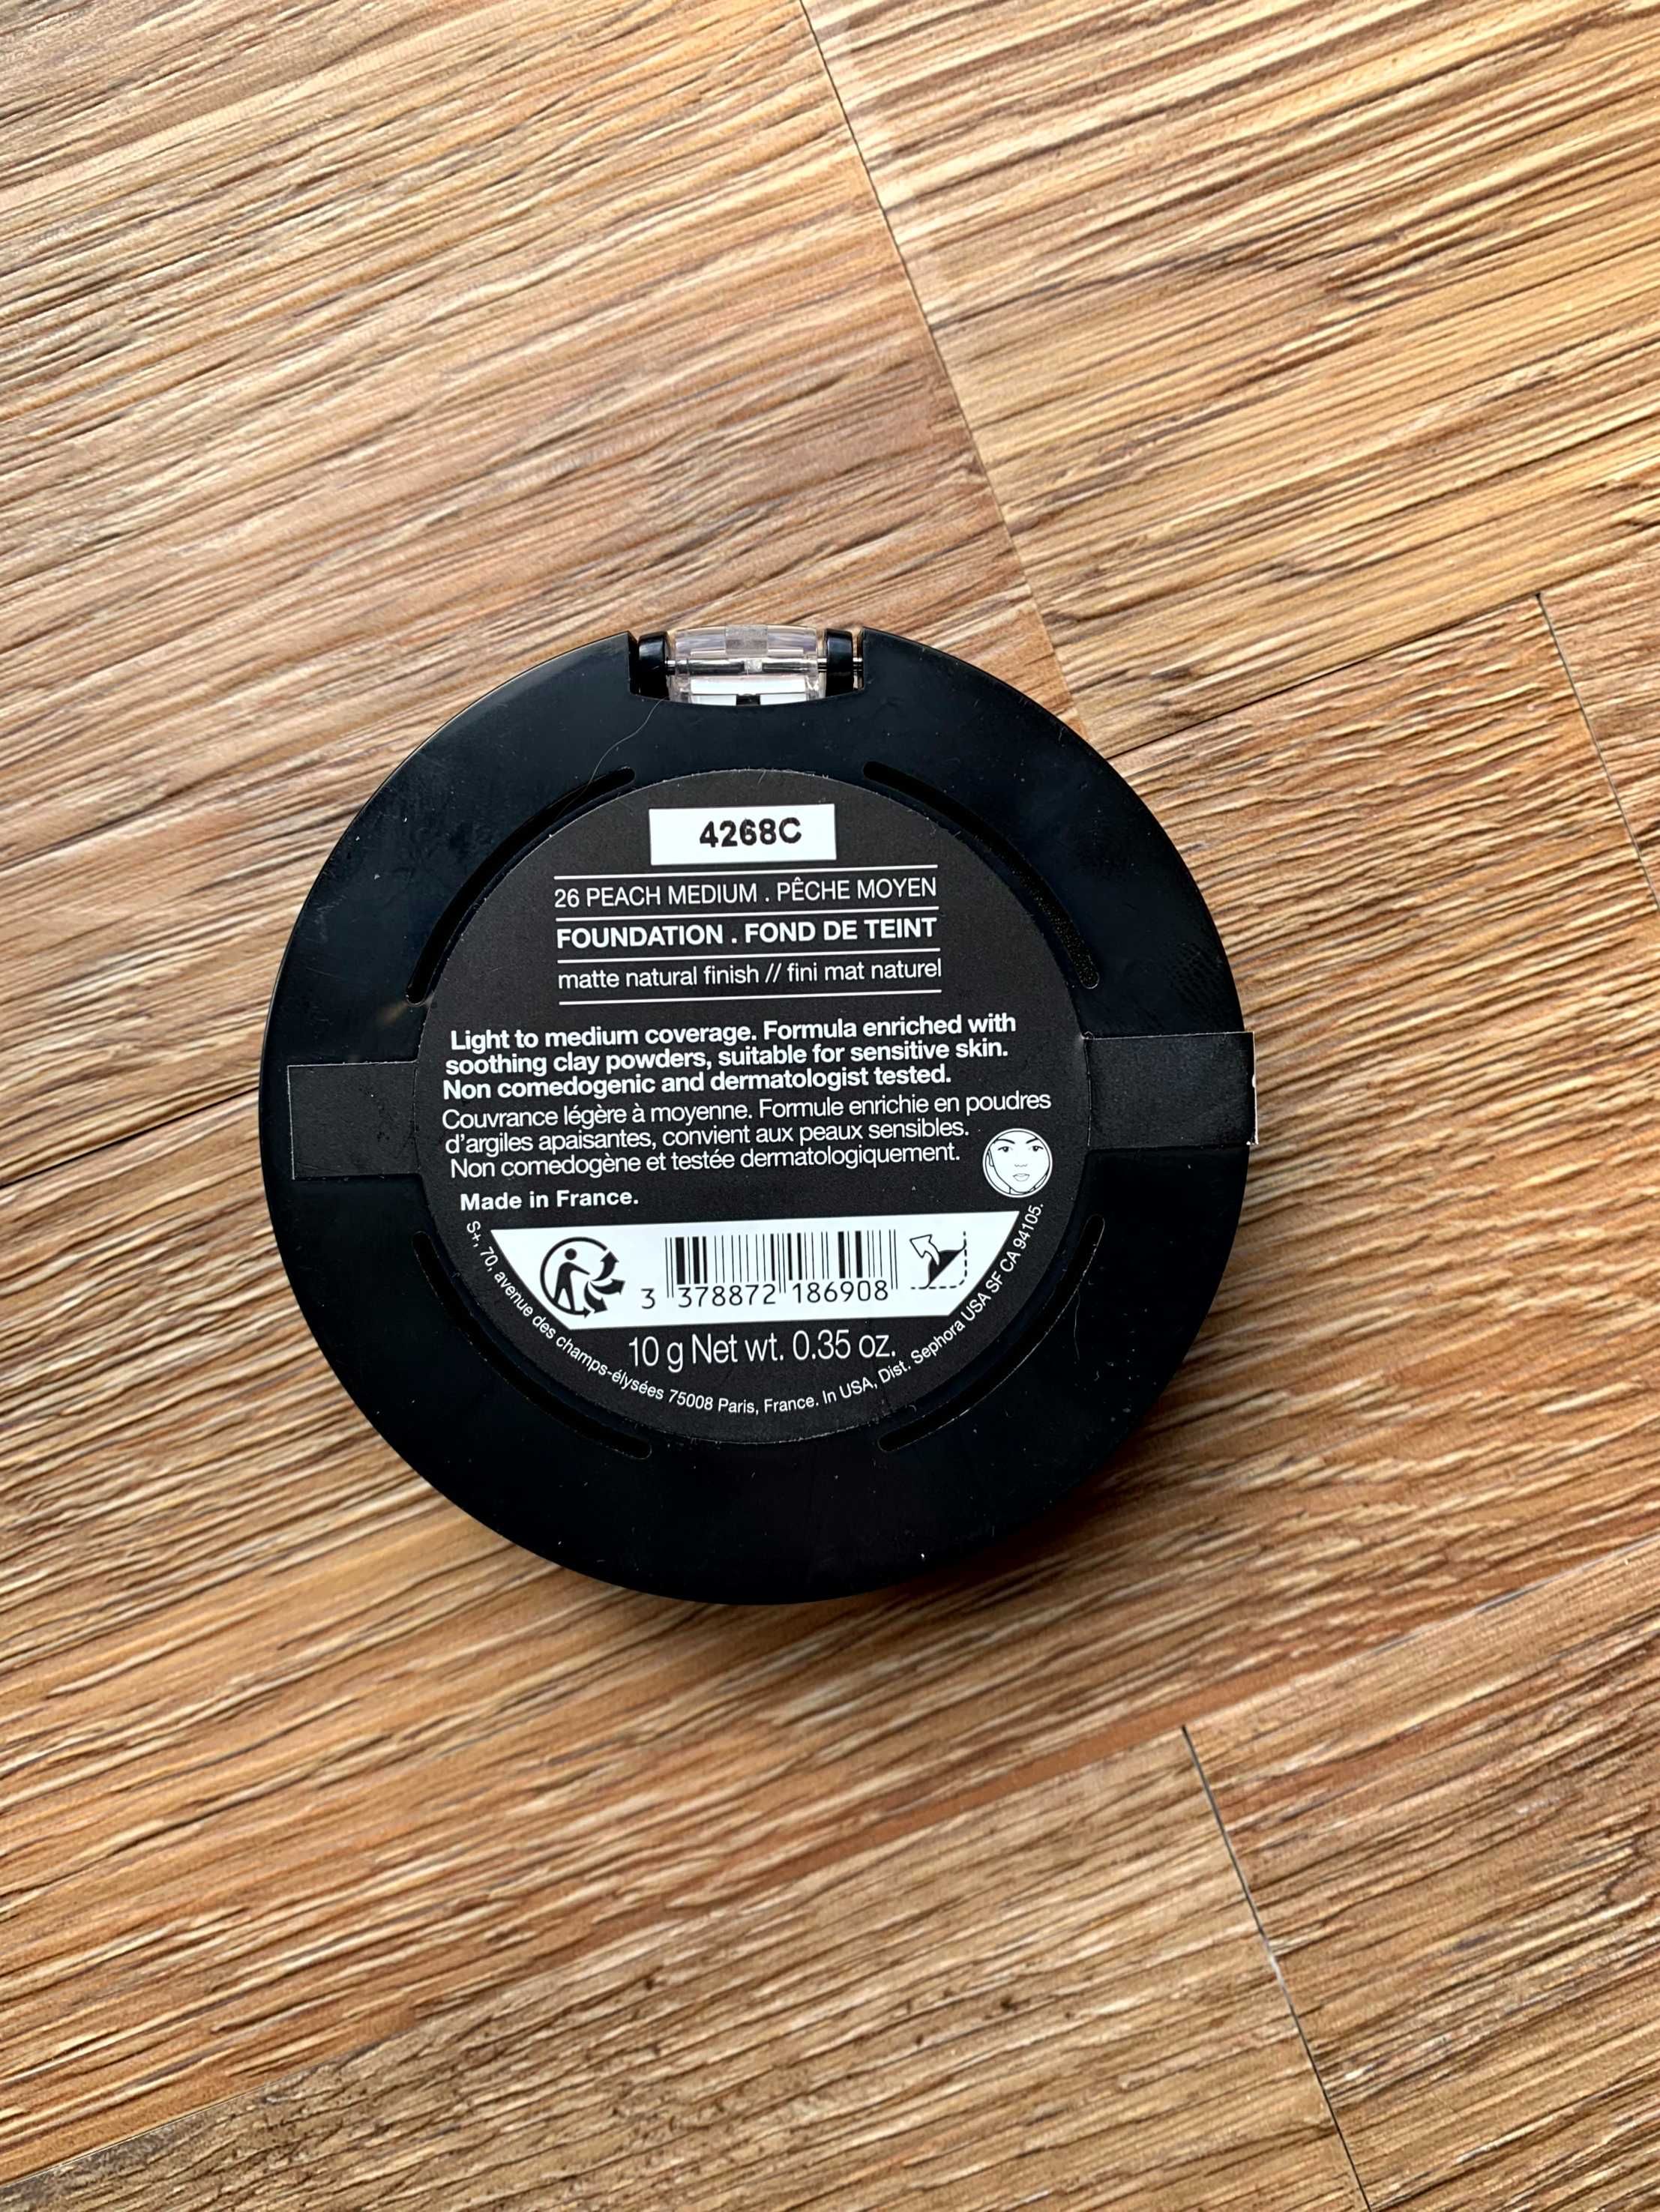 4268C
26 PEACH MEDIUM . PÊCHE MOYEN
FOUNDATION . FOND DE TEINT
matte natural finish // fini mat naturel
Light to medium coverage. Formula enriched with
soothing clay powders, suitable for sensitive skin.
Non comedogenic and dermatologist tested.
Couvrance légère à moyenne. Formule enrichie en poudres
d'argiles apaisantes, convient aux peaux sensibles.
Non comedogène et testée dermatologiquement.
Made in France.
3 378872 186908
10 g Net wt. 0.35 oz.
S+, 70, avenue des champs-élysées 75008 Paris, France. In USA, Dist. Sephora USA SF CA 94105.